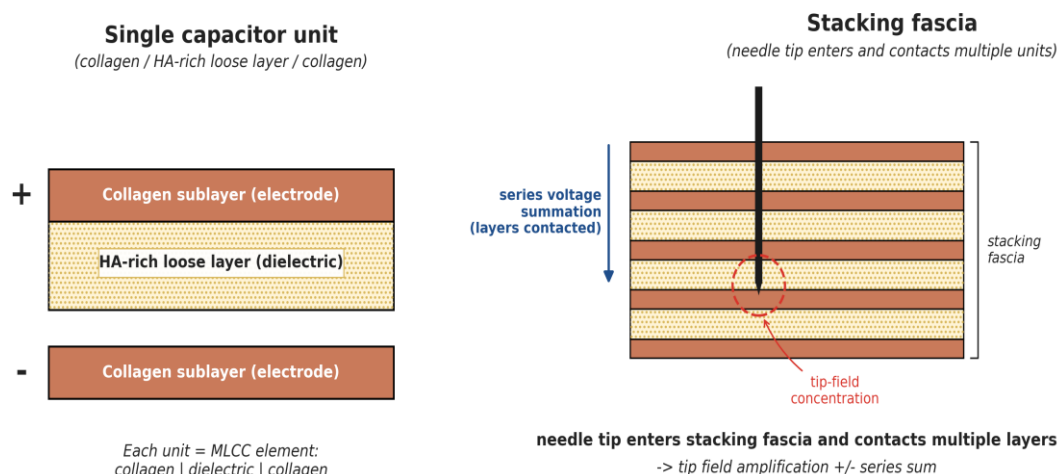 Single capacitor unit
(collagen / HA-rich loose layer / collagen)
+
Collagen sublayer (electrode)
HA-rich loose layer (dielectric)
-
Collagen sublayer (electrode)
Each unit = MLCC element:
collagen | dielectric | collagen
Stacking fascia
(needle tip enters and contacts multiple units)
series voltage
summation
(layers contacted)
stacking
fascia
tip-field
concentration
needle tip enters stacking fascia and contacts multiple layers
-> tip field amplification +/- series sum